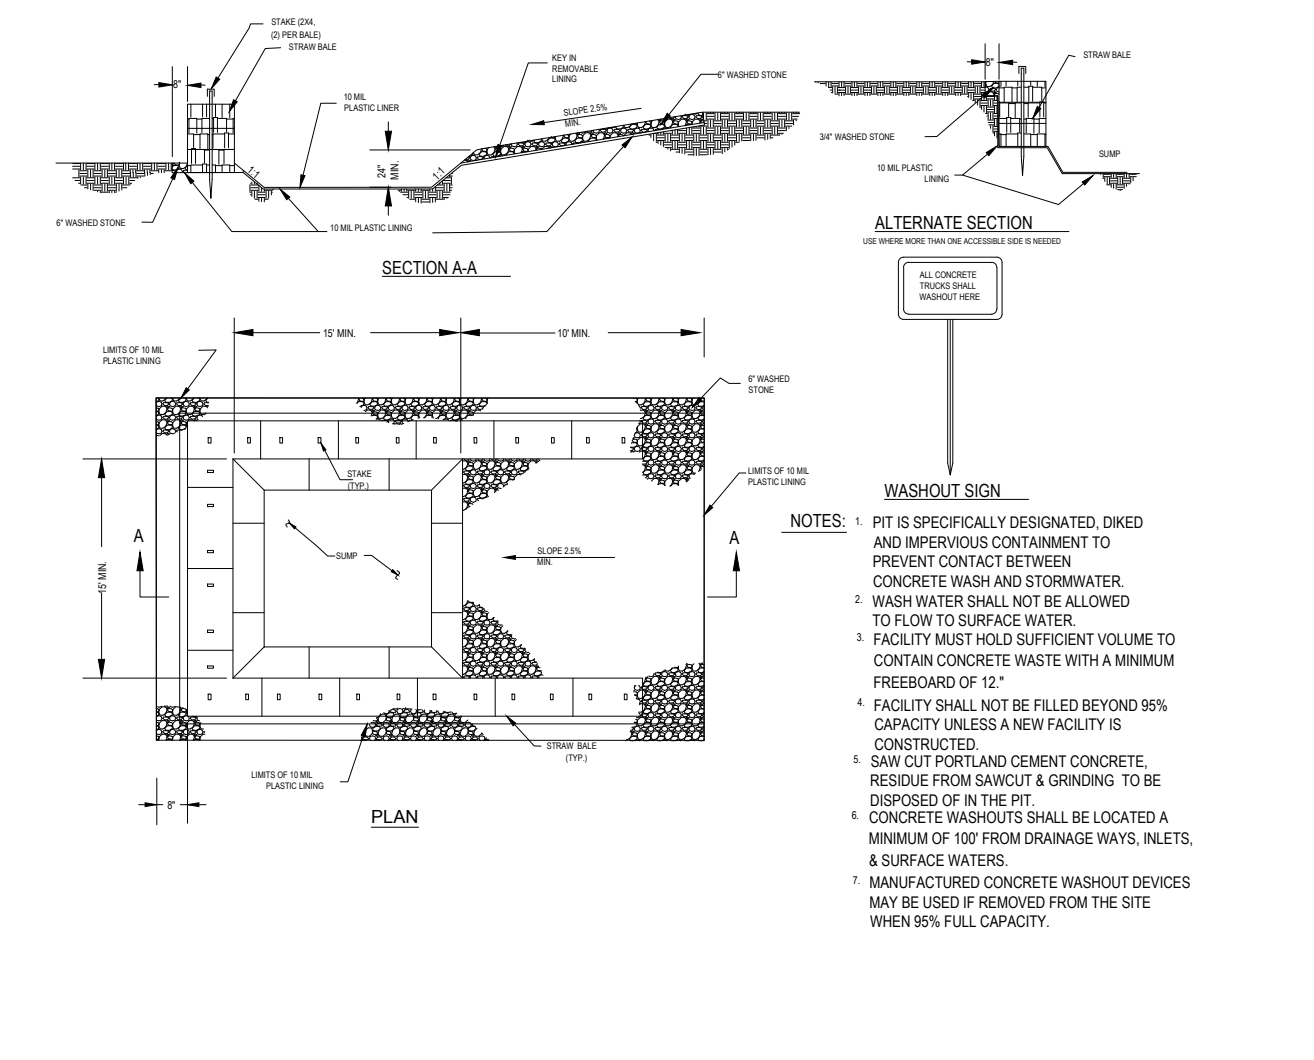 STAKE (2X4,
(2) PER BALE)
STRAW BALE
8"
10 MIL
PLASTIC LINER
KEY IN
REMOVABLE
LINING
6" WASHED STONE
SLOPE 2.5%
MIN.
24"
MIN.
1:1
1:1
6" WASHED STONE
10 MIL PLASTIC LINING
SECTION A-A
8"
STRAW BALE
3/4" WASHED STONE
10 MIL PLASTIC
LINING
SUMP
ALTERNATE SECTION
USE WHERE MORE THAN ONE ACCESSIBLE SIDE IS NEEDED
ALL CONCRETE
TRUCKS SHALL
WASHOUT HERE
WASHOUT SIGN
15' MIN.
10' MIN.
LIMITS OF 10 MIL
PLASTIC LINING
6" WASHED
STONE
STAKE
(TYP.)
LIMITS OF 10 MIL
PLASTIC LINING
A
A
15' MIN.
SUMP
SLOPE 2.5%
MIN.
STRAW BALE
(TYP.)
LIMITS OF 10 MIL
PLASTIC LINING
8"
PLAN
NOTES:
1. PIT IS SPECIFICALLY DESIGNATED, DIKED
AND IMPERVIOUS CONTAINMENT TO
PREVENT CONTACT BETWEEN
CONCRETE WASH AND STORMWATER.
2. WASH WATER SHALL NOT BE ALLOWED
TO FLOW TO SURFACE WATER.
3. FACILITY MUST HOLD SUFFICIENT VOLUME TO
CONTAIN CONCRETE WASTE WITH A MINIMUM
FREEBOARD OF 12."
4. FACILITY SHALL NOT BE FILLED BEYOND 95%
CAPACITY UNLESS A NEW FACILITY IS
CONSTRUCTED.
5. SAW CUT PORTLAND CEMENT CONCRETE,
RESIDUE FROM SAWCUT & GRINDING TO BE
DISPOSED OF IN THE PIT.
6. CONCRETE WASHOUTS SHALL BE LOCATED A
MINIMUM OF 100' FROM DRAINAGE WAYS, INLETS,
& SURFACE WATERS.
7. MANUFACTURED CONCRETE WASHOUT DEVICES
MAY BE USED IF REMOVED FROM THE SITE
WHEN 95% FULL CAPACITY.